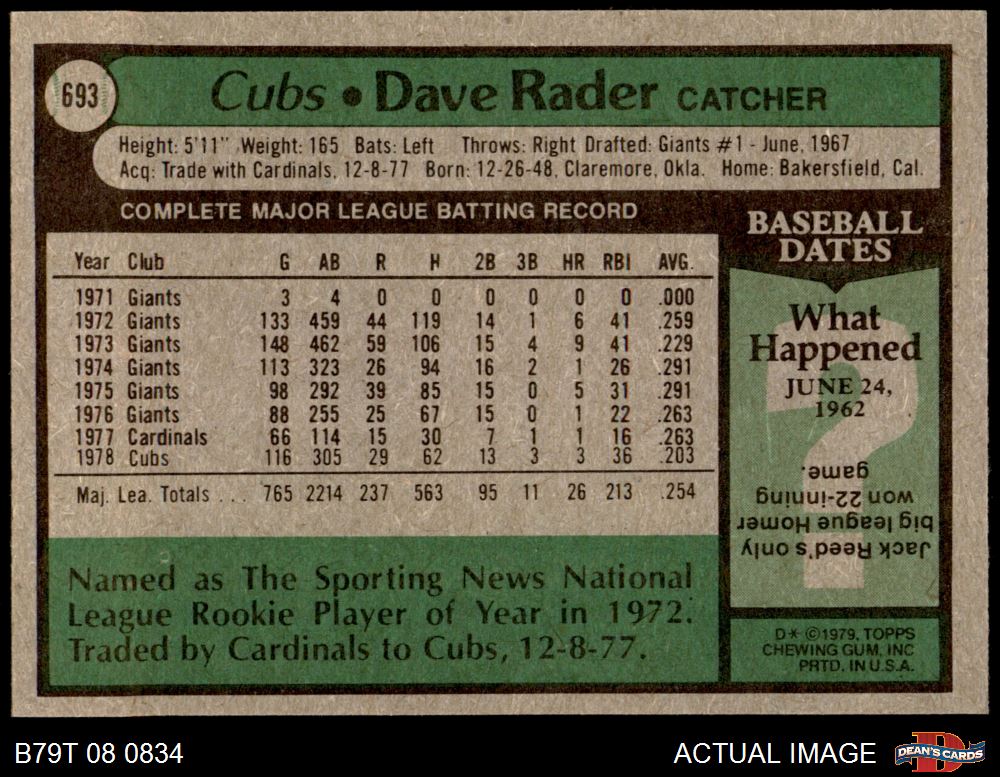 693
Cubs • Dave Rader CATCHER
Height: 5'11" Weight: 165 Bats: Left Throws: Right Drafted: Giants #1 - June, 1967
Acq: Trade with Cardinals, 12-8-77 Born: 12-26-48, Claremore, Okla. Home: Bakersfield, Cal.
COMPLETE MAJOR LEAGUE BATTING RECORD
Year Club G AB R H 2B 3B HR RBI AVG.
1971 Giants 3 4 0 0 0 0 0 0 .000
1972 Giants 133 459 44 119 14 1 6 41 .259
1973 Giants 148 462 59 106 15 4 9 41 .229
1974 Giants 113 323 26 94 16 2 1 26 .291
1975 Giants 98 292 39 85 15 0 5 31 .291
1976 Giants 88 255 25 67 15 0 1 22 .263
1977 Cardinals 66 114 15 30 7 1 1 16 .263
1978 Cubs 116 305 29 62 13 3 3 36 .203
Maj. Lea. Totals ... 765 2214 237 563 95 11 26 213 .254
Named as The Sporting News National
League Rookie Player of Year in 1972.
Traded by Cardinals to Cubs, 12-8-77.
BASEBALL
DATES
What
Happened
JUNE 24,
1962
?
Jack Reed's only
big league Homer
won 22-inning
game.
D* ©1979, TOPPS
CHEWING GUM, INC
PRTD. IN U.S.A.
B79T 08 0834
ACTUAL IMAGE
D
DEAN'S CARDS